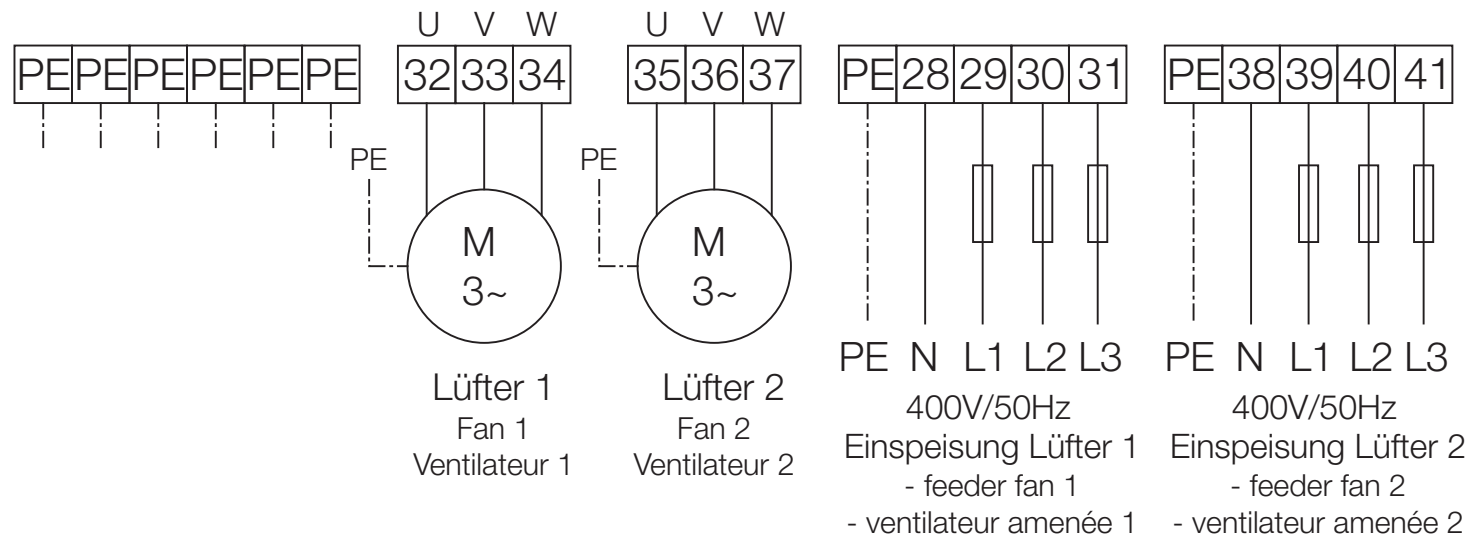 U V W
U V W
PE PE PE PE PE PE
32 33 34
35 36 37
PE 28 29 30 31
PE 38 39 40 41
PE
PE
M
3~
M
3~
PE N L1 L2 L3
PE N L1 L2 L3
Lüfter 1
Fan 1
Ventilateur 1
Lüfter 2
Fan 2
Ventilateur 2
400V/50Hz
Einspeisung Lüfter 1
- feeder fan 1
- ventilateur amenée 1
400V/50Hz
Einspeisung Lüfter 2
- feeder fan 2
- ventilateur amenée 2